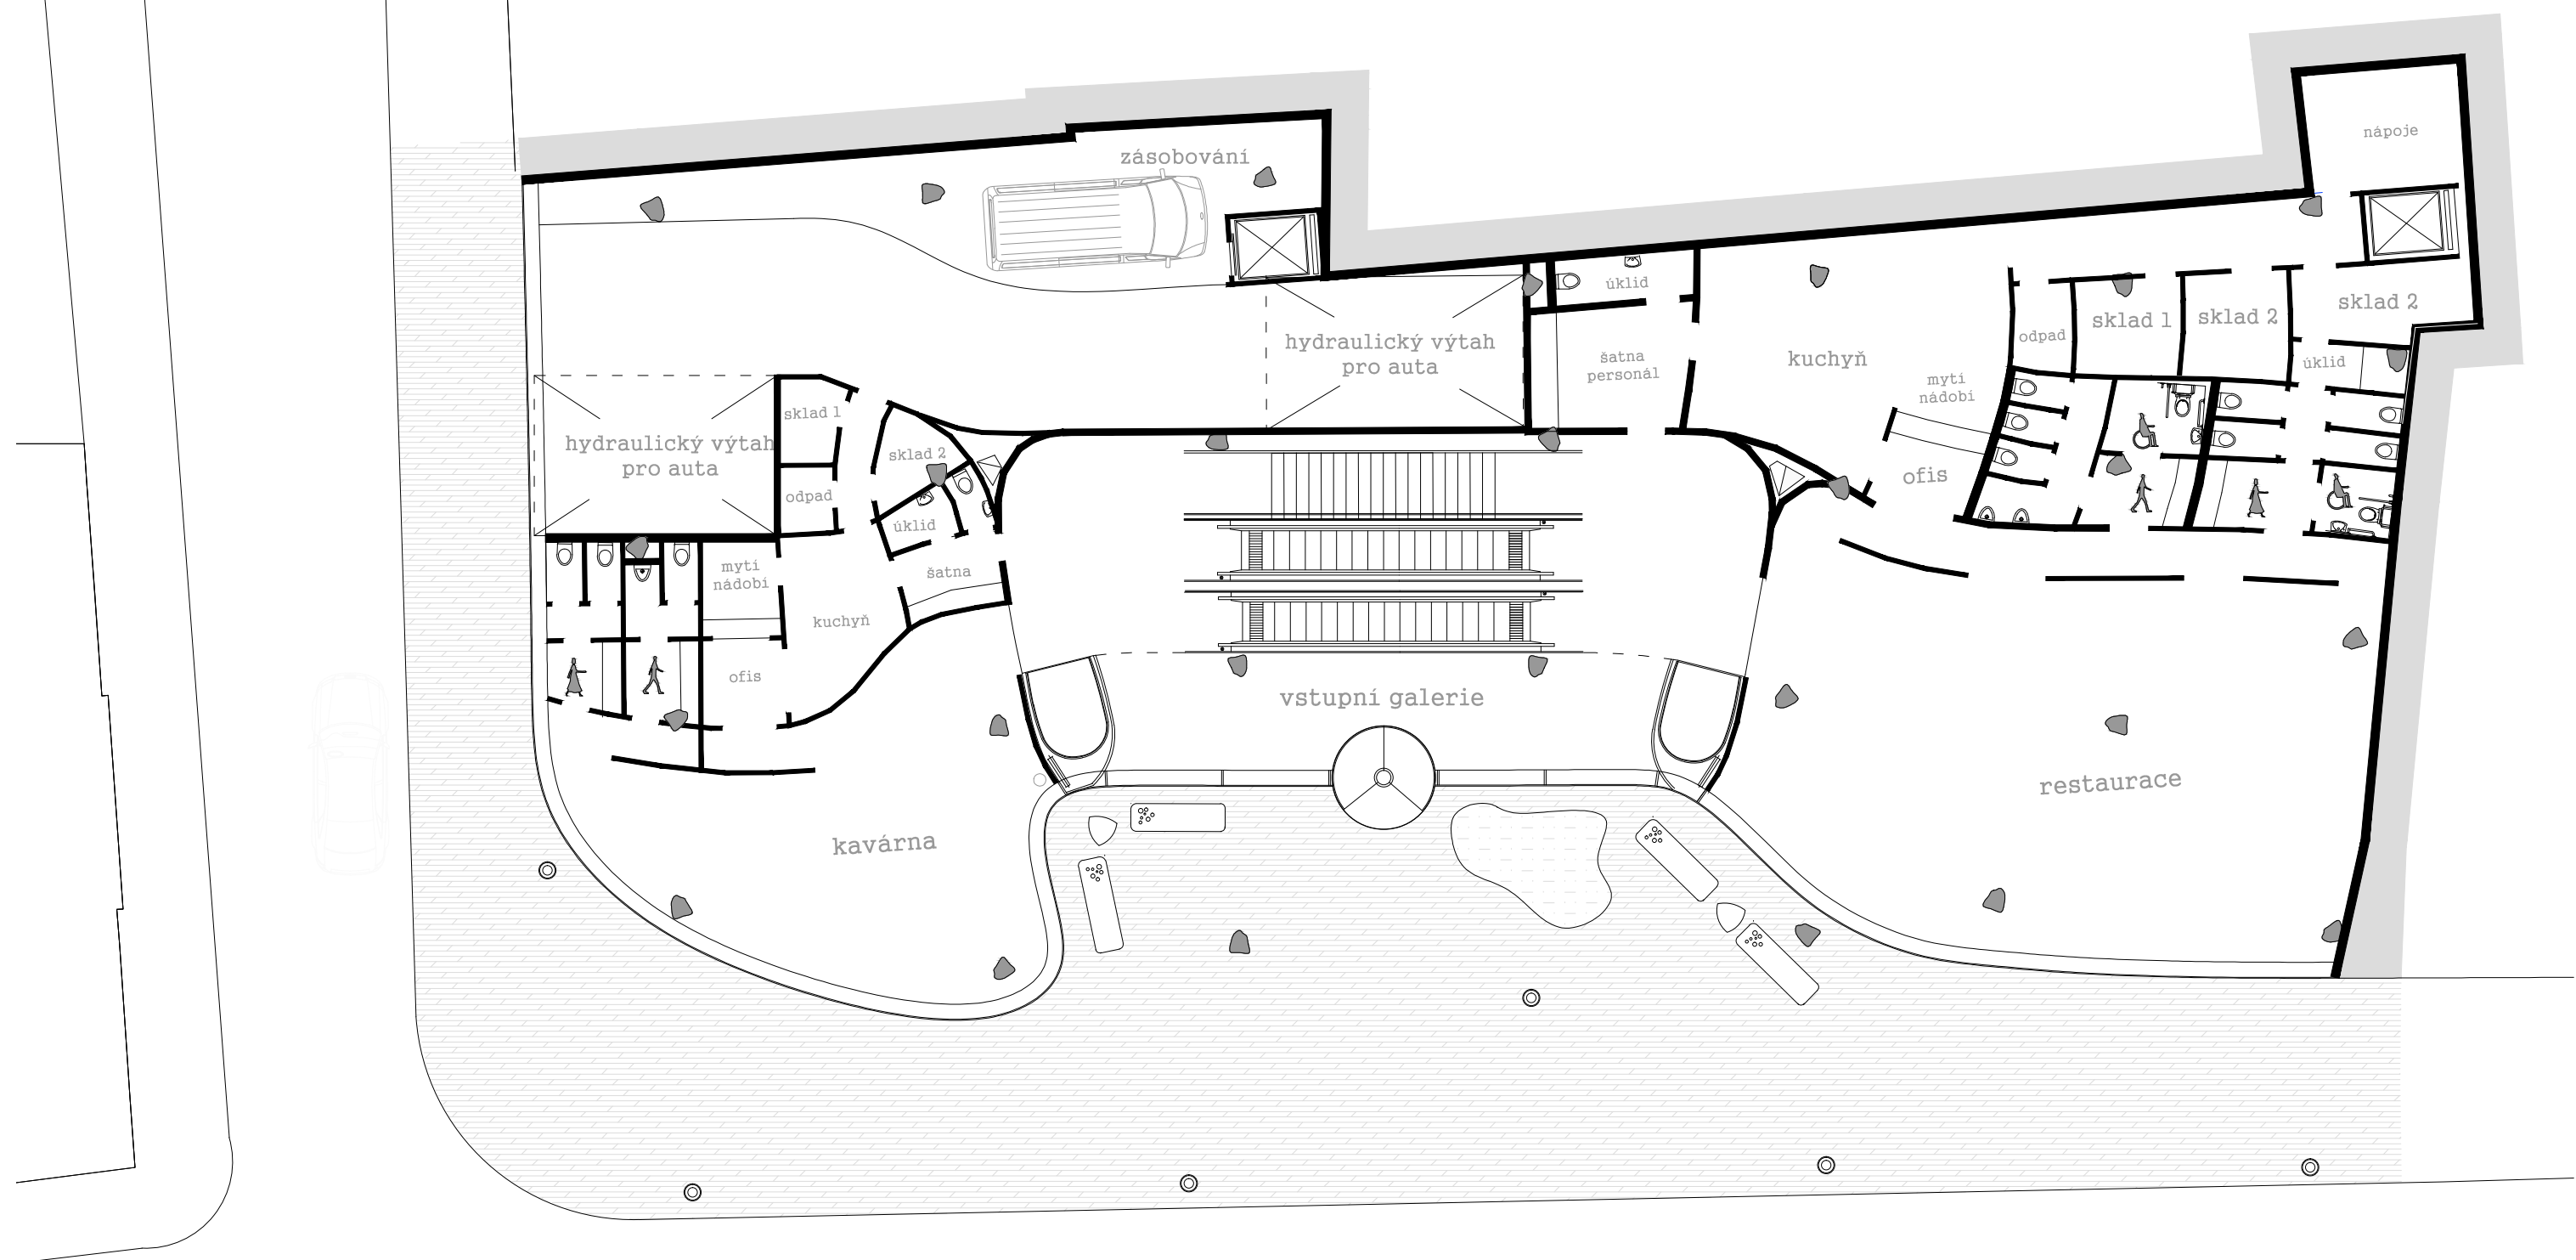 nápoje
zásobování
úklid
hydraulický výtah
pro auta
šatna
personál
kuchyň
odpad
sklad 1
sklad 2
sklad 2
úklid
mytí
nádobí
ofis
hydraulický výtah
pro auta
sklad 1
sklad 2
odpad
úklid
šatna
mytí
nádobí
kuchyň
ofis
vstupní galerie
restaurace
kavárna